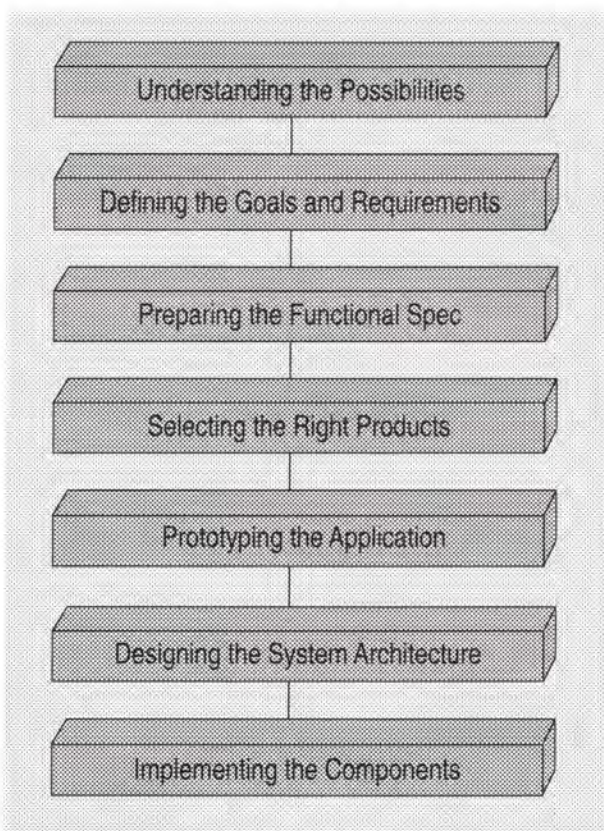 Understanding the Possibilities
Defining the Goals and Requirements
Preparing the Functional Spec
Selecting the Right Products
Prototyping the Application
Designing the System Architecture
Implementing the Components